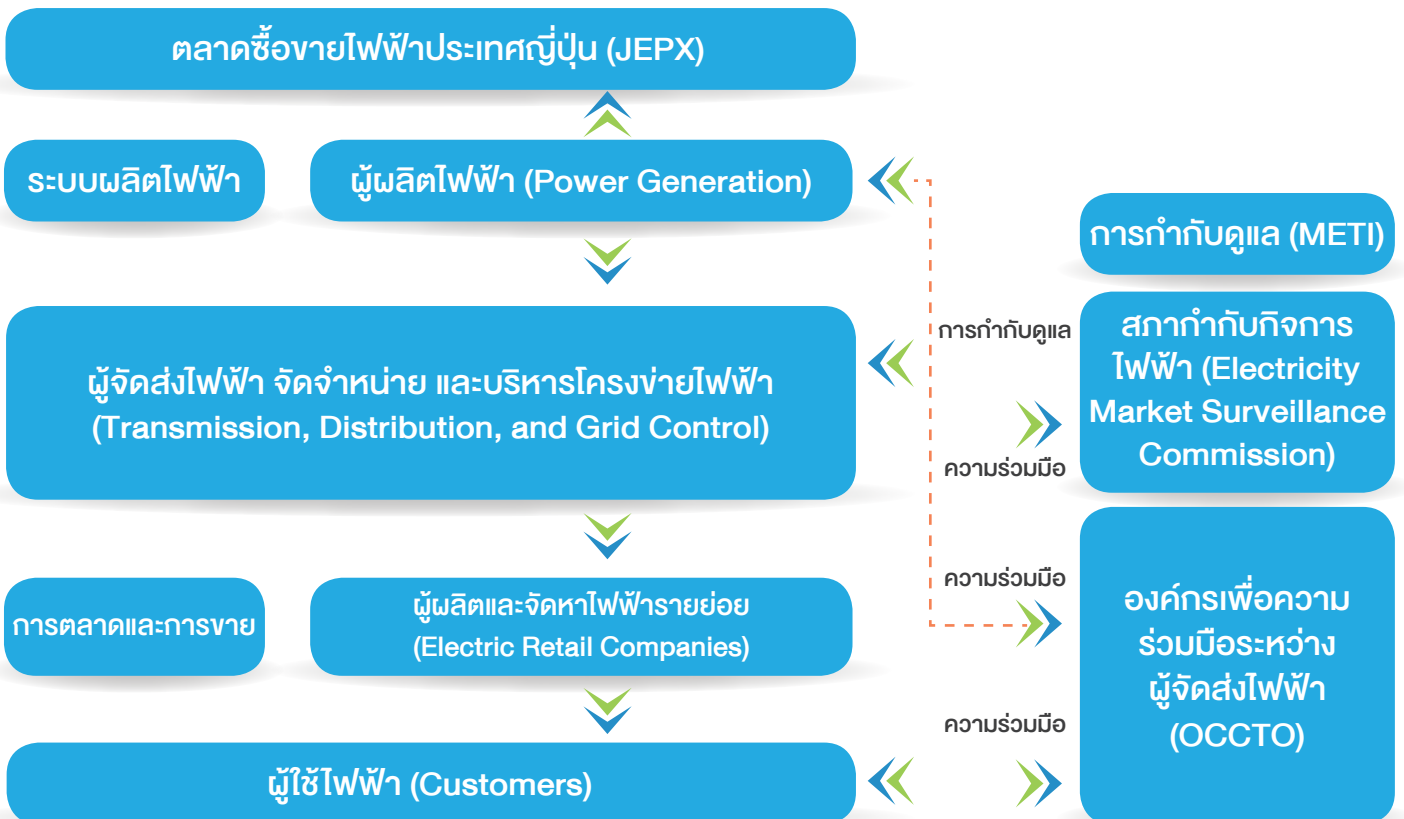 ตลาดซื้อขายไฟฟ้าประเทศญี่ปุ่น (JEPX)
ระบบผลิตไฟฟ้า
ผู้ผลิตไฟฟ้า (Power Generation)
การกำกับดูแล (METI)
การกำกับดูแล
สภากำกับกิจการ
ไฟฟ้า (Electricity
Market Surveillance
Commission)
ผู้จัดส่งไฟฟ้า จัดจำหน่าย และบริหารโครงข่ายไฟฟ้า
(Transmission, Distribution, and Grid Control)
ความร่วมมือ
ความร่วมมือ
การตลาดและการขาย
ผู้ผลิตและจัดหาไฟฟ้ารายย่อย
(Electric Retail Companies)
องค์กรเพื่อความ
ร่วมมือระหว่าง
ผู้จัดส่งไฟฟ้า
(OCCTO)
ความร่วมมือ
ผู้ใช้ไฟฟ้า (Customers)